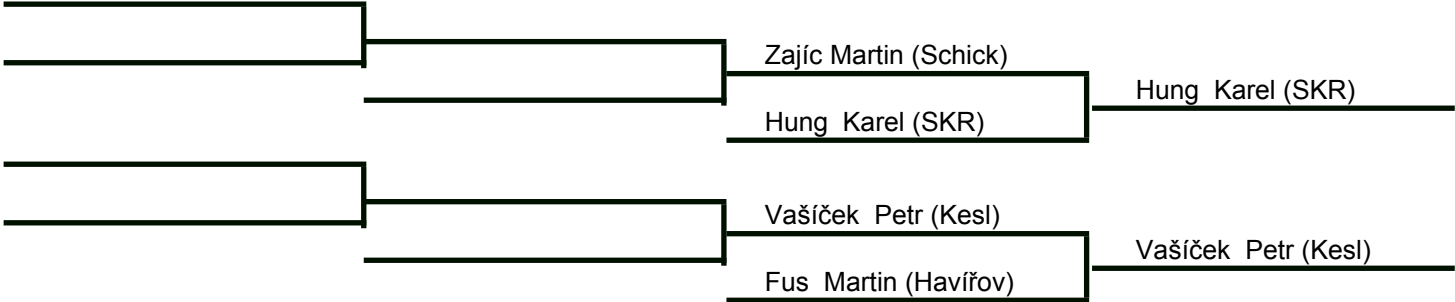 Zajíc Martin (Schick)
Hung  Karel (SKR)
Hung  Karel (SKR)
Vašíček  Petr (Kesl)
Vašíček  Petr (Kesl)
Fus  Martin (Havířov)